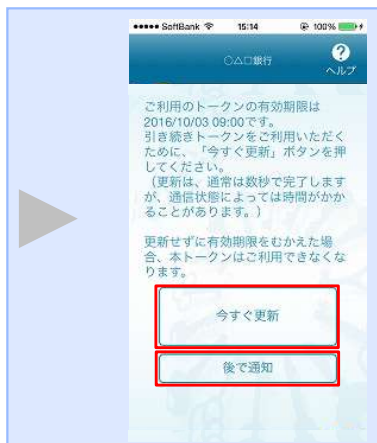 SoftBank 15:14 100%
○△□銀行
?
ヘルプ
ご利用のトークンの有効期限は
2016/10/03 09:00です。
引き続きトークンをご利用いただく
ために、「今すぐ更新」ボタンを押
してください。
（更新は、通常は数秒で完了します
が、通信状態によっては時間がかか
ることがあります。）
更新せずに有効期限をむかえた場
合、本トークンはご利用できなくな
ります。
今すぐ更新
後で通知